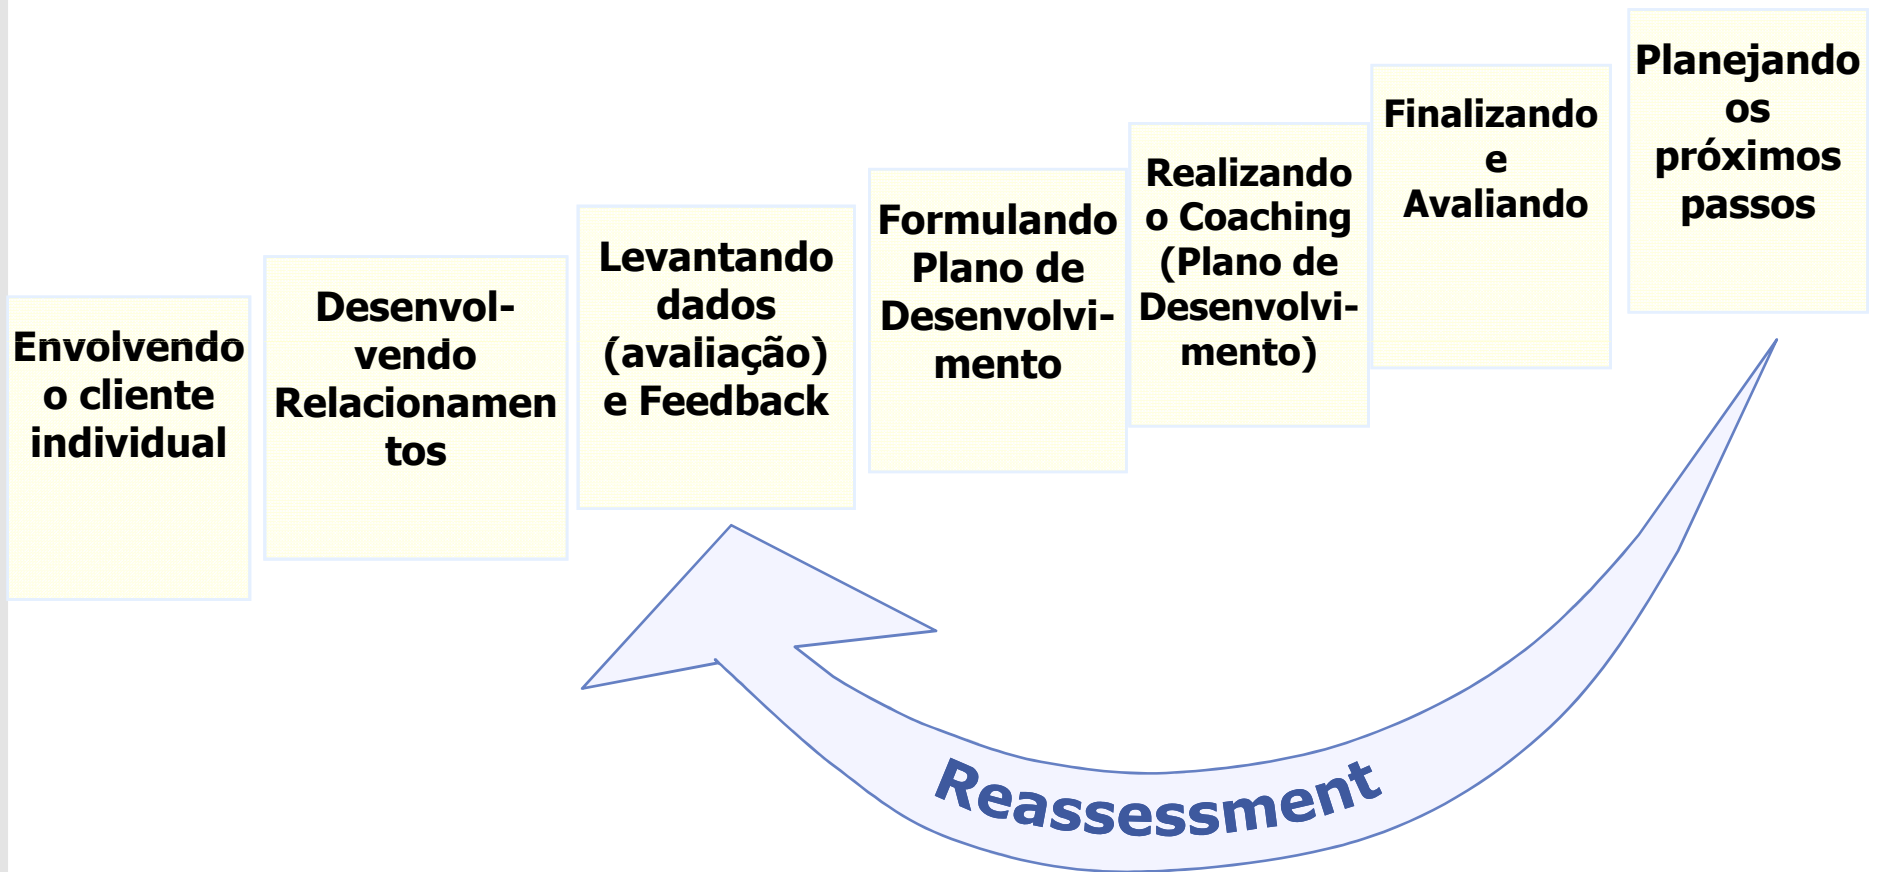 Envolvendo
o cliente
individual
Desenvol-
vendo
Relacionamen
tos
Levantando
dados
(avaliação)
e Feedback
Formulando
Plano de
Desenvolvi-
mento
Realizando
o Coaching
(Plano de
Desenvolvi-
mento)
Finalizando
e
Avaliando
Planejando
os
próximos
passos
Reassessment